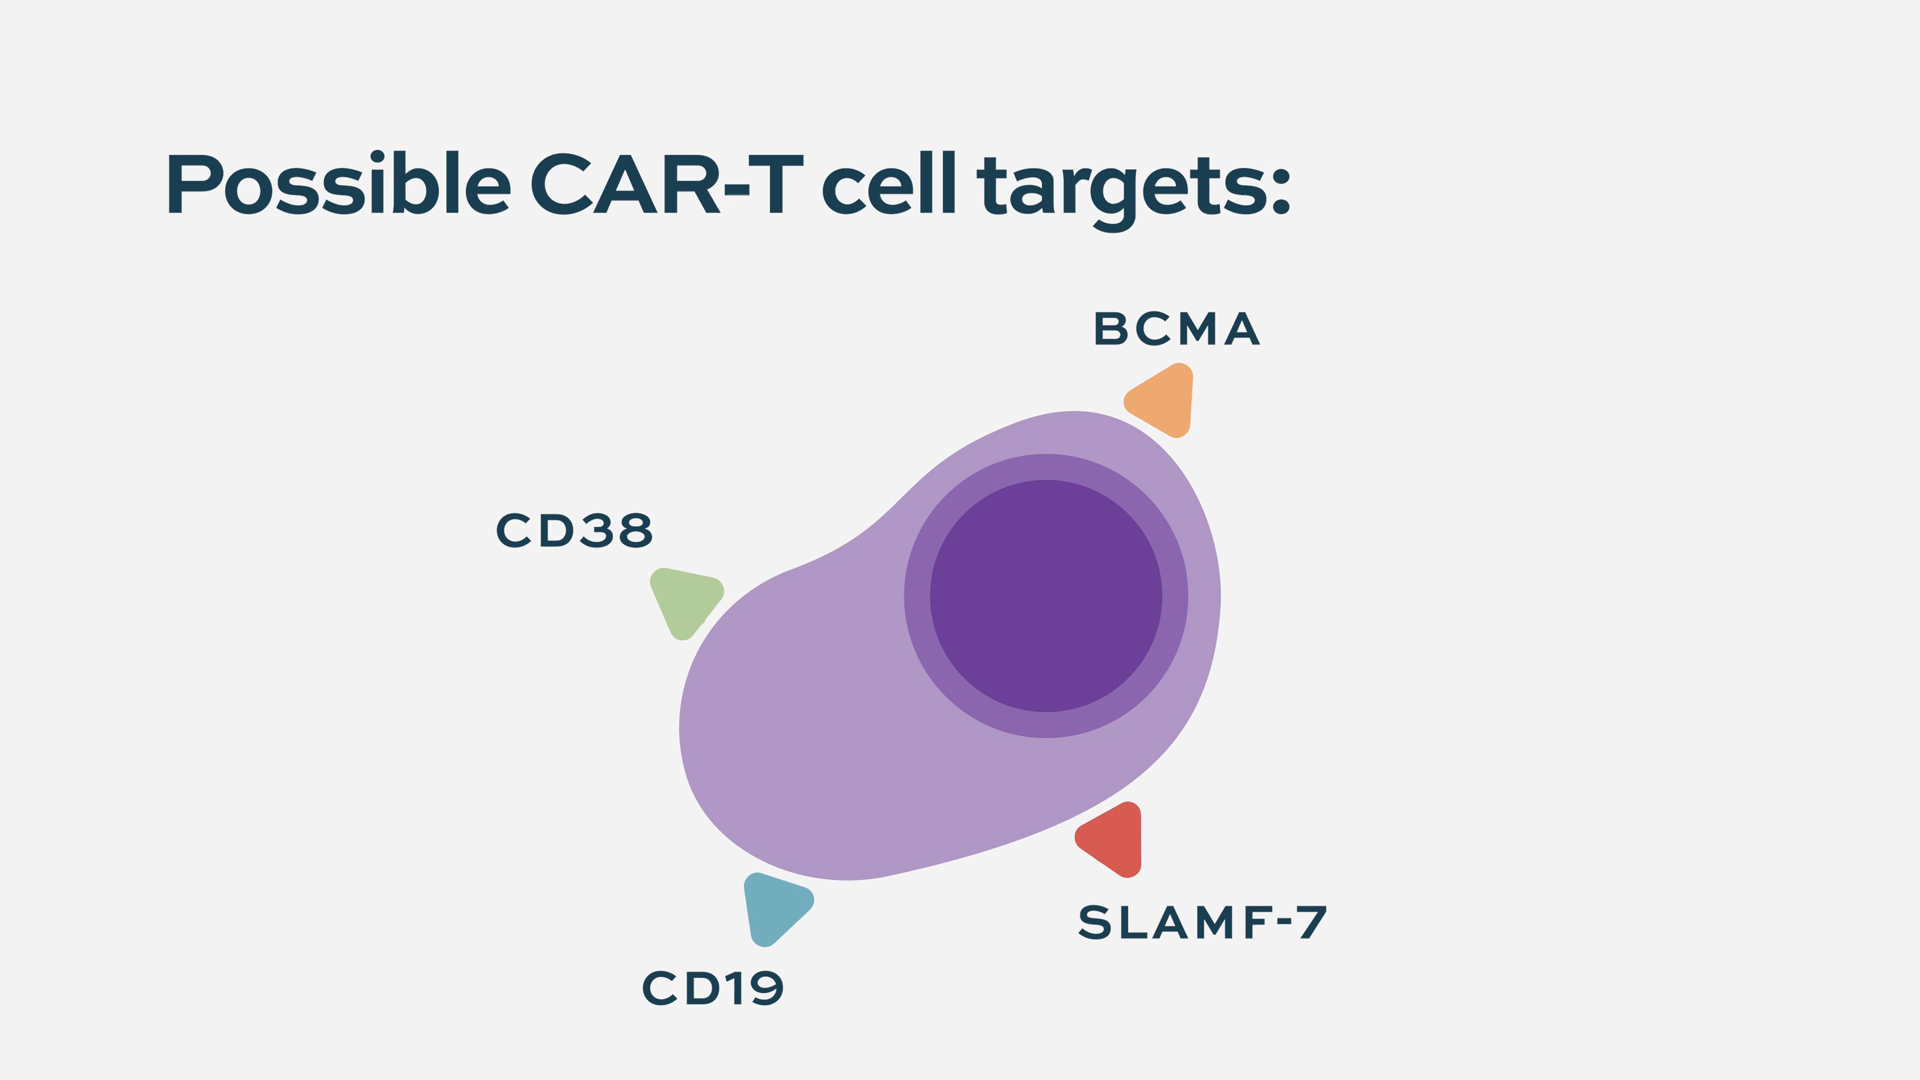 Possible CAR-T cell targets:
BCMA
CD38
SLAMF-7
CD19